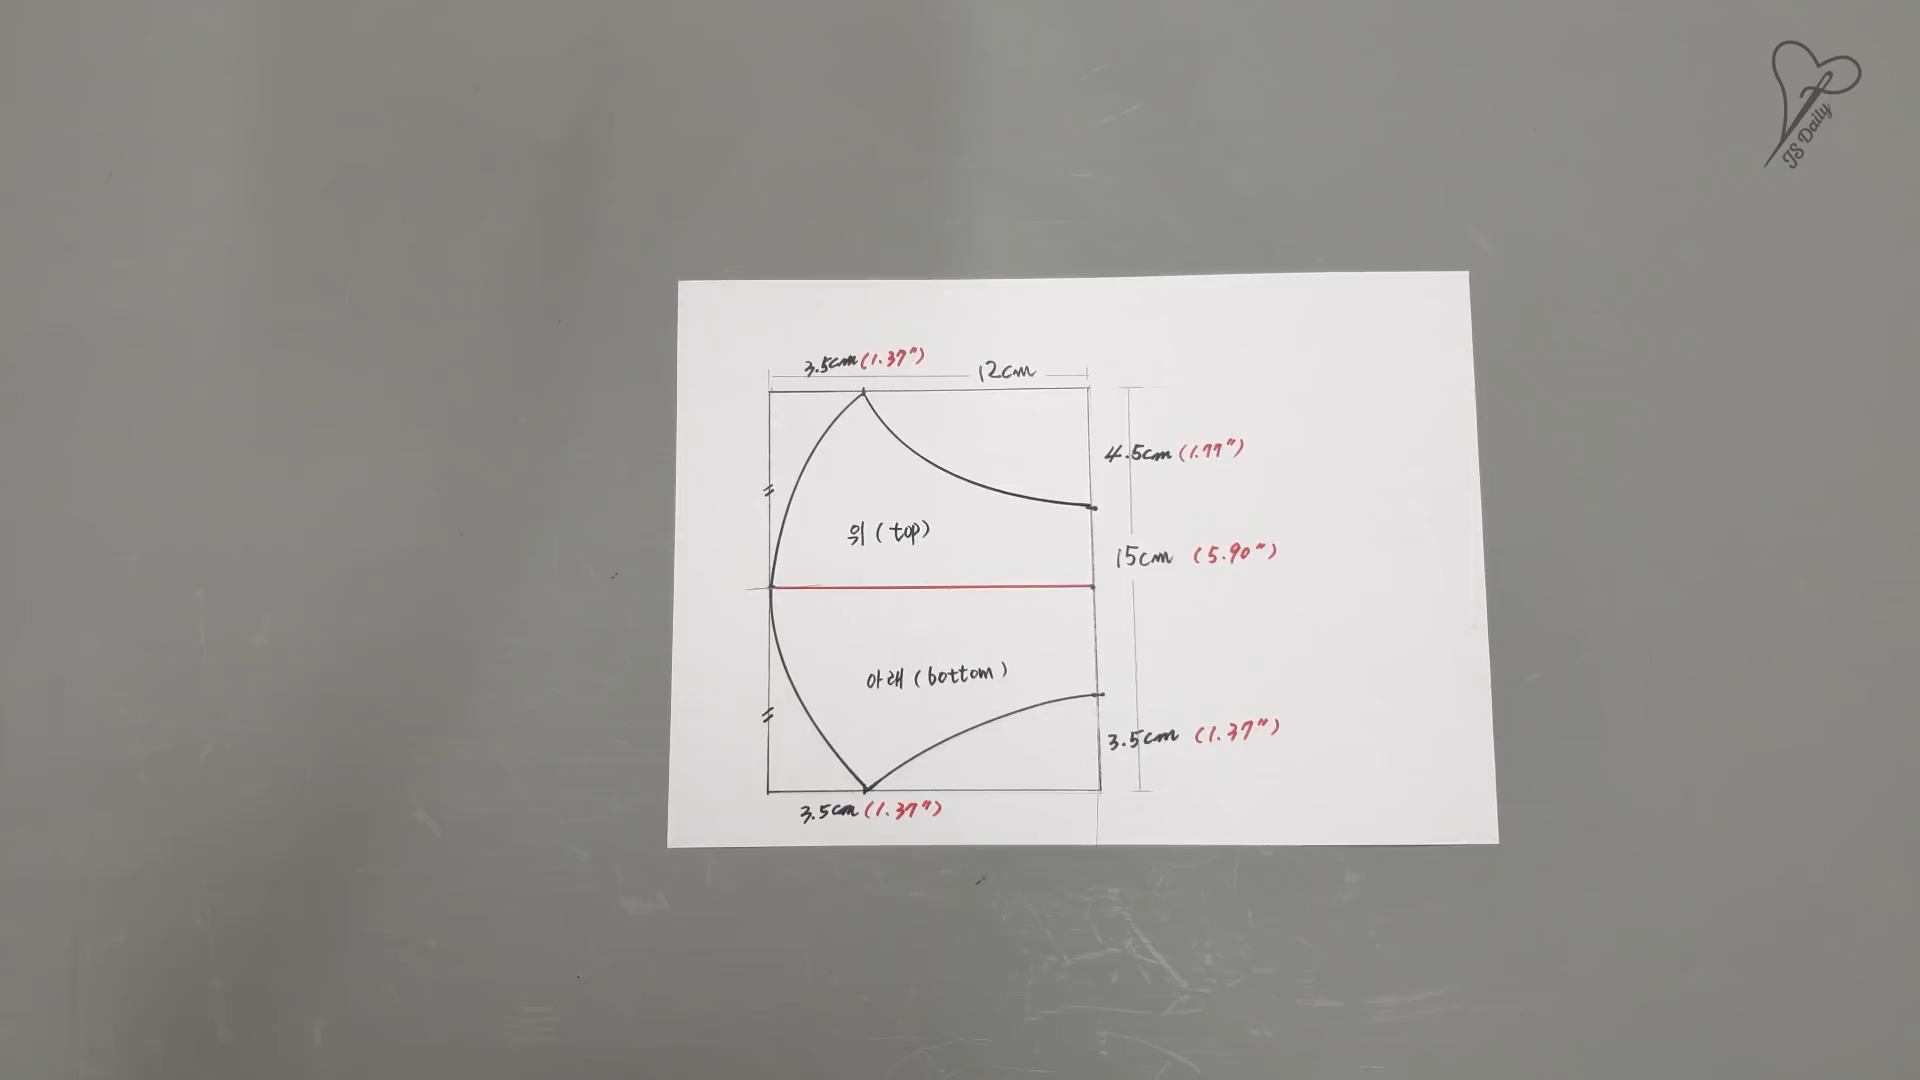 JS Daily
3.5cm (1.37")
12cm
4.5cm (1.77")
위 (top)
15cm (5.90")
아래 (bottom)
3.5cm (1.37")
3.5cm (1.37")